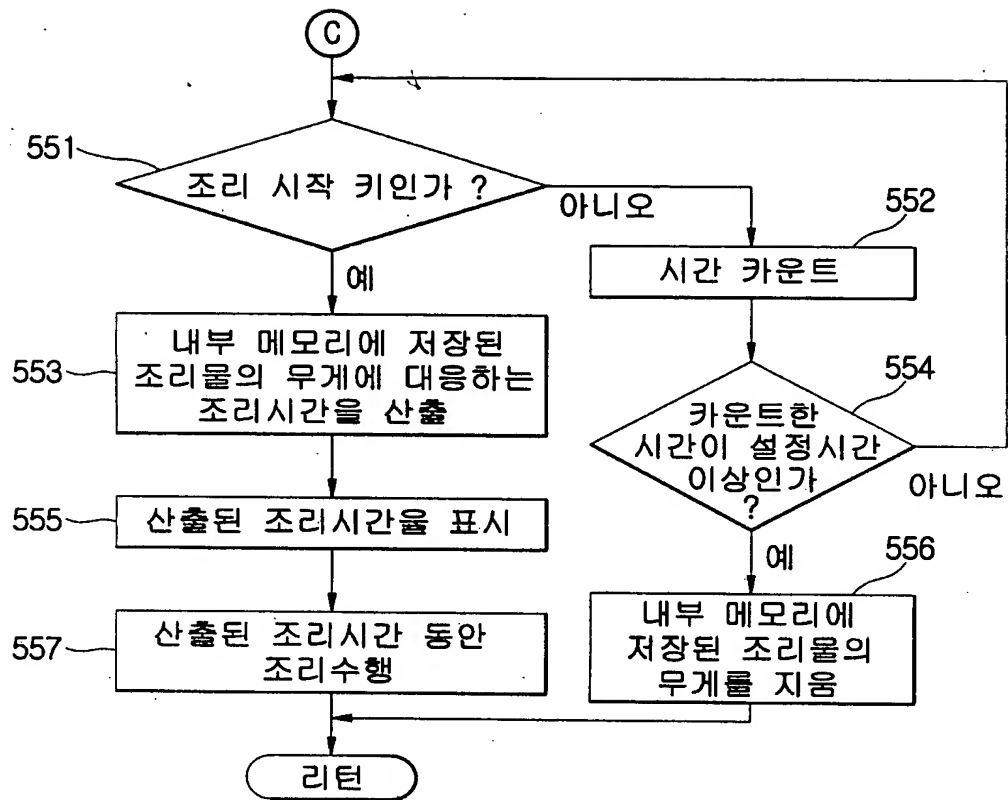 C
551
조리 시작 키인가 ?
아니오
552
예
시간 카운트
553
내부 메모리에 저장된
조리물의 무게에 대응하는
조리시간을 산출
554
카운트한
시간이 설정시간
이상인가
?
아니오
555
산출된 조리시간을 표시
예
556
557
산출된 조리시간 동안
조리수행
내부 메모리에
저장된 조리물의
무게를 지움
리턴